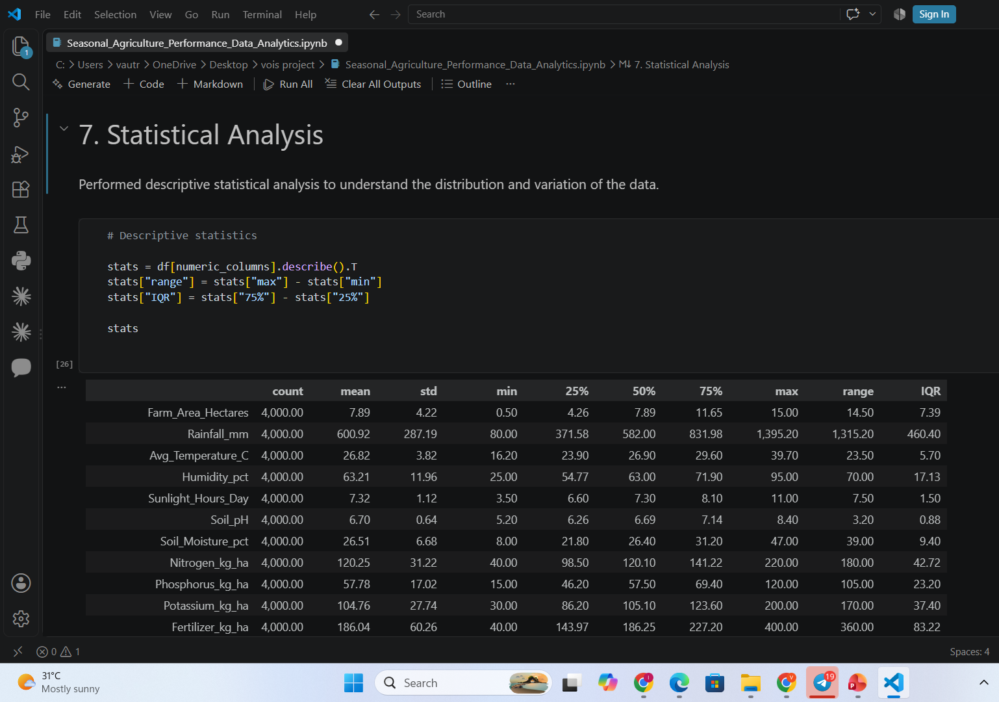 File Edit Selection View Go Run Terminal Help
Search
Sign In
1
Seasonal_Agriculture_Performance_Data_Analytics.ipynb
C: > Users > vautr > OneDrive > Desktop > vois project > Seasonal_Agriculture_Performance_Data_Analytics.ipynb > M↓ 7. Statistical Analysis
Generate + Code + Markdown Run All Clear All Outputs Outline ...
7. Statistical Analysis
Performed descriptive statistical analysis to understand the distribution and variation of the data.
# Descriptive statistics
stats = df[numeric_columns].describe().T
stats["range"] = stats["max"] - stats["min"]
stats["IQR"] = stats["75%"] - stats["25%"]
stats
[26]
...
count mean std min 25% 50% 75% max range IQR
Farm_Area_Hectares 4,000.00 7.89 4.22 0.50 4.26 7.89 11.65 15.00 14.50 7.39
Rainfall_mm 4,000.00 600.92 287.19 80.00 371.58 582.00 831.98 1,395.20 1,315.20 460.40
Avg_Temperature_C 4,000.00 26.82 3.82 16.20 23.90 26.90 29.60 39.70 23.50 5.70
Humidity_pct 4,000.00 63.21 11.96 25.00 54.77 63.00 71.90 95.00 70.00 17.13
Sunlight_Hours_Day 4,000.00 7.32 1.12 3.50 6.60 7.30 8.10 11.00 7.50 1.50
Soil_pH 4,000.00 6.70 0.64 5.20 6.26 6.69 7.14 8.40 3.20 0.88
Soil_Moisture_pct 4,000.00 26.51 6.68 8.00 21.80 26.40 31.20 47.00 39.00 9.40
Nitrogen_kg_ha 4,000.00 120.25 31.22 40.00 98.50 120.10 141.22 220.00 180.00 42.72
Phosphorus_kg_ha 4,000.00 57.78 17.02 15.00 46.20 57.50 69.40 120.00 105.00 23.20
Potassium_kg_ha 4,000.00 104.76 27.74 30.00 86.20 105.10 123.60 200.00 170.00 37.40
Fertilizer_kg_ha 4,000.00 186.04 60.26 40.00 143.97 186.25 227.20 400.00 360.00 83.22
0 1
Spaces: 4
31°C
Mostly sunny
Search
19